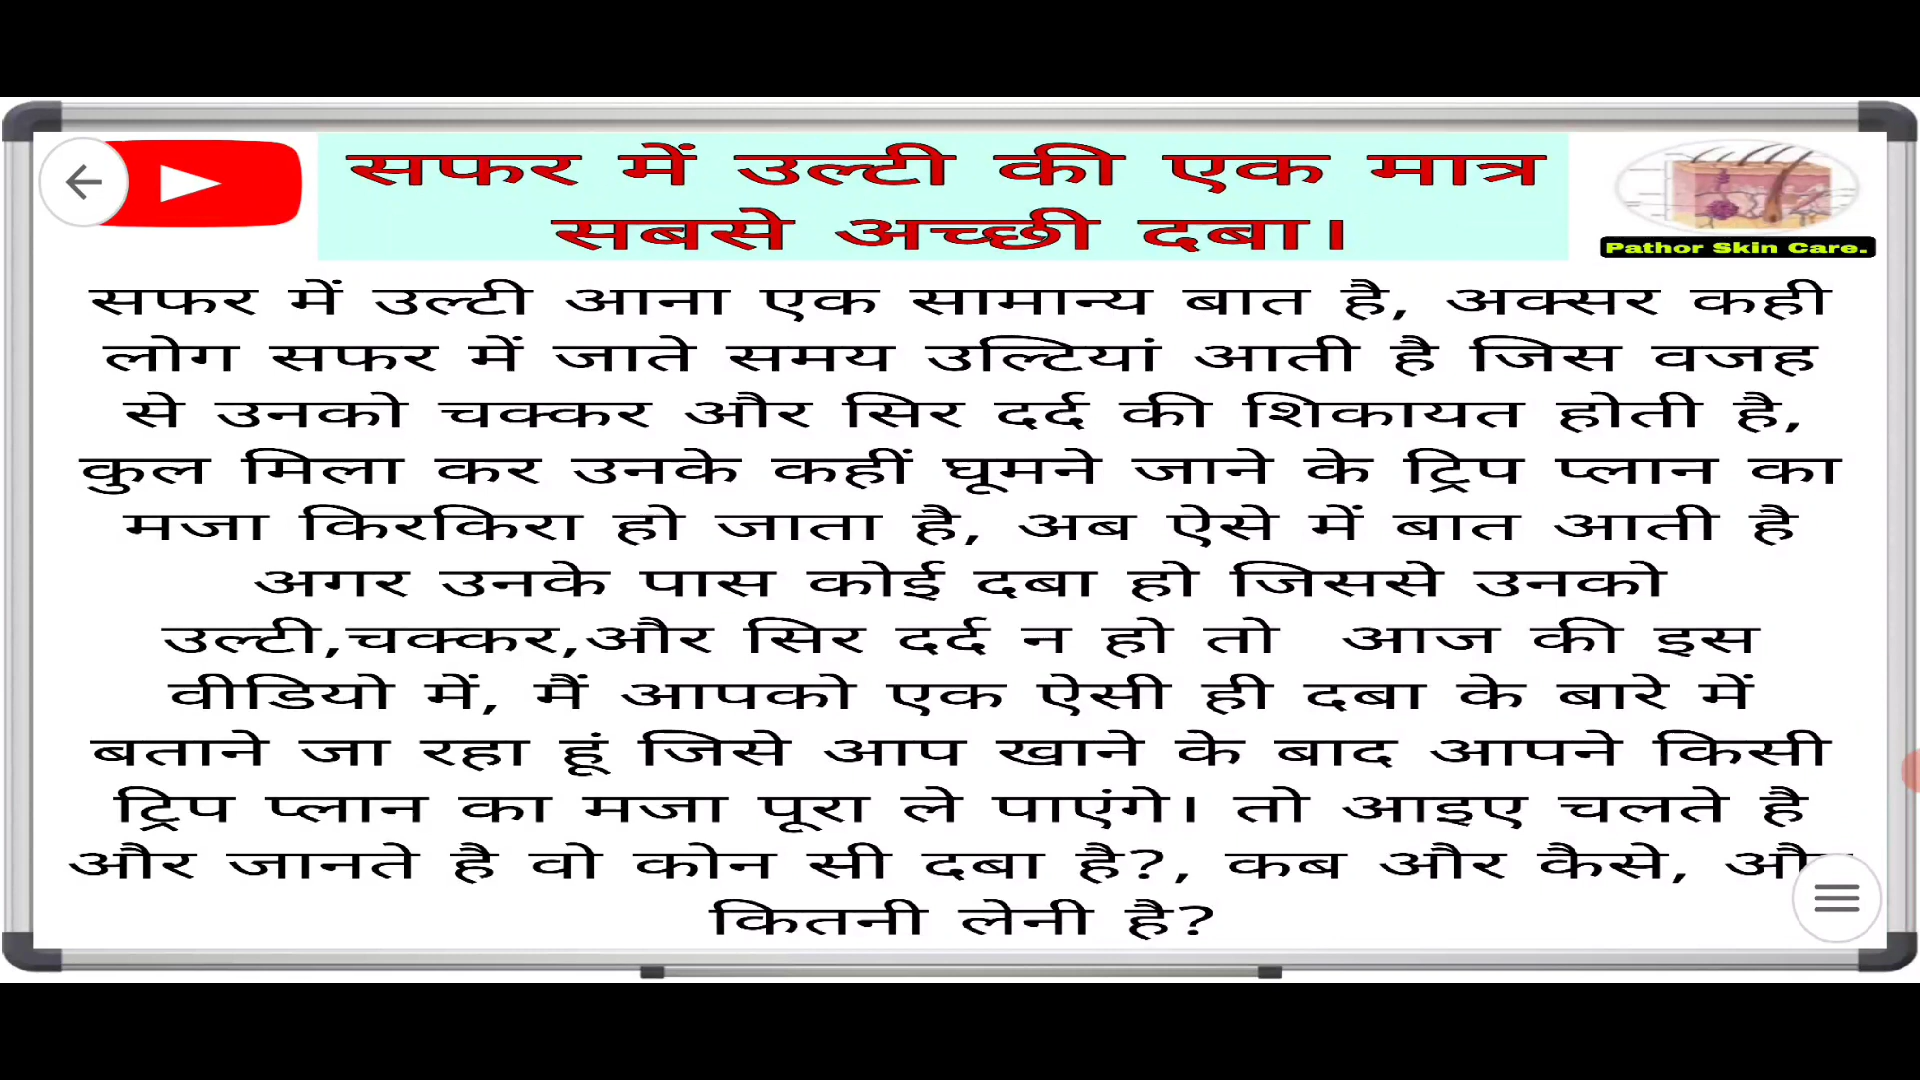 सफर में उल्टी की एक मात्र
सबसे अच्छी दबा।
Pathor Skin Care.
सफर में उल्टी आना एक सामान्य बात है, अक्सर कही
लोग सफर में जाते समय उल्टियां आती है जिस वजह
से उनको चक्कर और सिर दर्द की शिकायत होती है,
कुल मिला कर उनके कहीं घूमने जाने के ट्रिप प्लान का
मजा किरकिरा हो जाता है, अब ऐसे में बात आती है
अगर उनके पास कोई दबा हो जिससे उनको
उल्टी,चक्कर,और सिर दर्द न हो तो आज की इस
वीडियो में, मैं आपको एक ऐसी ही दबा के बारे में
बताने जा रहा हूं जिसे आप खाने के बाद आपने किसी
ट्रिप प्लान का मजा पूरा ले पाएंगे। तो आइए चलते है
और जानते है वो कोन सी दबा है?, कब और कैसे, और
कितनी लेनी है?